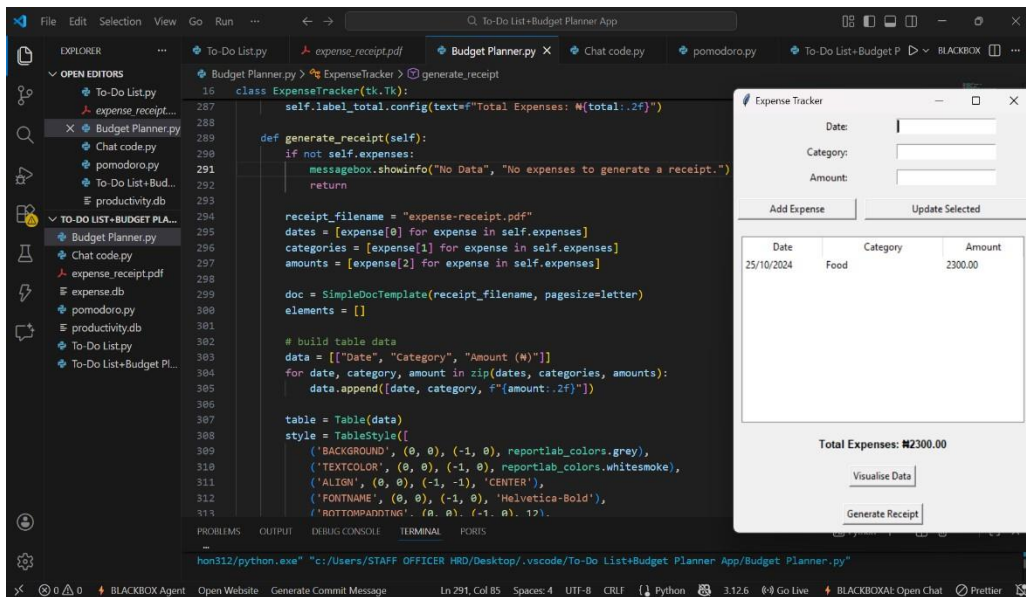 File Edit Selection View Go Run ... To-Do List+Budget Planner App
EXPLORER ...
OPEN EDITORS
To-Do List.py
expense_receipt....
Budget Planner.py
Chat code.py
pomodoro.py
To-Do List+Bud...
productivity.db
TO-DO LIST+BUDGET PLA...
Budget Planner.py
Chat code.py
expense_receipt.pdf
expense.db
pomodoro.py
productivity.db
To-Do List.py
To-Do List+Budget Pl...
To-Do List.py expense_receipt.pdf Budget Planner.py Chat code.py pomodoro.py To-Do List+Budget P BLACKBOX ...
Budget Planner.py > ExpenseTracker > generate_receipt
16 class ExpenseTracker(tk.Tk):
287 self.label_total.config(text=f"Total Expenses: ₦{total:.2f}")
288
289 def generate_receipt(self):
290 if not self.expenses:
291 messagebox.showinfo("No Data", "No expenses to generate a receipt.")
292 return
293
294 receipt_filename = "expense-receipt.pdf"
295 dates = [expense[0] for expense in self.expenses]
296 categories = [expense[1] for expense in self.expenses]
297 amounts = [expense[2] for expense in self.expenses]
298
299 doc = SimpleDocTemplate(receipt_filename, pagesize=letter)
300 elements = []
301
302 # build table data
303 data = [["Date", "Category", "Amount (₦)"]]
304 for date, category, amount in zip(dates, categories, amounts):
305 data.append([date, category, f"{amount:.2f}"])
306
307 table = Table(data)
308 style = TableStyle([
309 ('BACKGROUND', (0, 0), (-1, 0), reportlab_colors.grey),
310 ('TEXTCOLOR', (0, 0), (-1, 0), reportlab_colors.whitesmoke),
311 ('ALIGN', (0, 0), (-1, -1), 'CENTER'),
312 ('FONTNAME', (0, 0), (-1, 0), 'Helvetica-Bold'),
313 ('BOTTOMPADDING', (0, 0), (-1, 0), 12),
Expense Tracker
Date:
Category:
Amount:
Add Expense Update Selected
Date Category Amount
25/10/2024 Food 2300.00
Total Expenses: ₦2300.00
Visualise Data
Generate Receipt
PROBLEMS OUTPUT DEBUG CONSOLE TERMINAL PORTS
hon312/python.exe" "c:/Users/STAFF OFFICER HRD/Desktop/.vscode/To-Do List+Budget Planner App/Budget Planner.py"
0 0 BLACKBOX Agent Open Website Generate Commit Message Ln 291, Col 85 Spaces: 4 UTF-8 CRLF Python 3.12.6 Go Live BLACKBOXAI: Open Chat Prettier